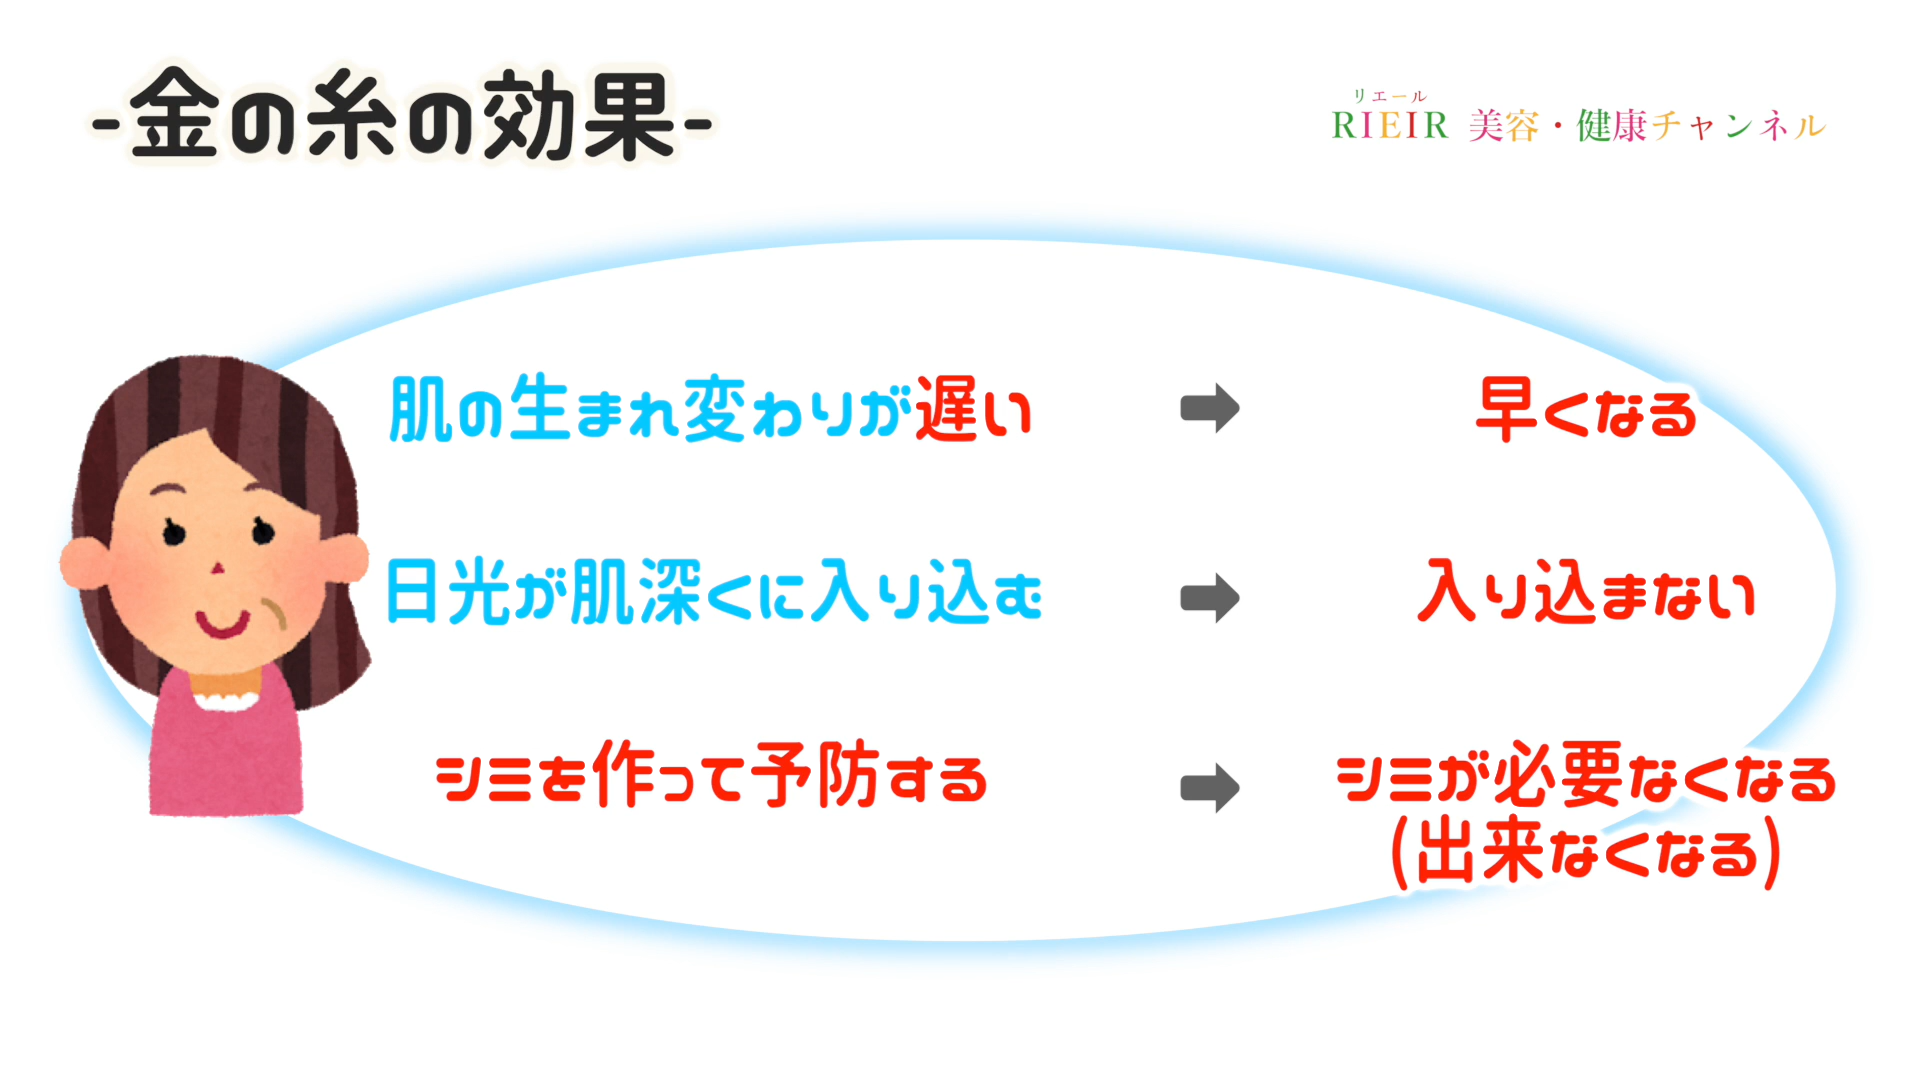 -金の糸の効果-
リエール
RIEIR 美容・健康チャンネル
肌の生まれ変わりが遅い
早くなる
日光が肌深くに入り込む
入り込まない
シミを作って予防する
シミが必要なくなる
(出来なくなる)